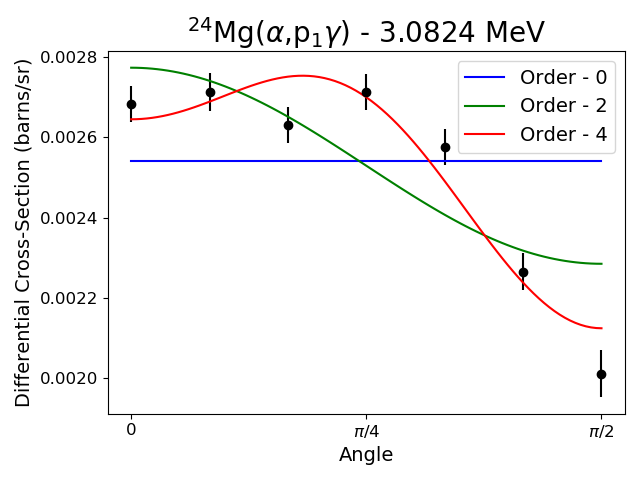 ²⁴Mg(α,p₁γ) - 3.0824 MeV
Differential Cross-Section (barns/sr)
0.0028
0.0026
0.0024
0.0022
0.0020
Order - 0
Order - 2
Order - 4
0
π/4
π/2
Angle